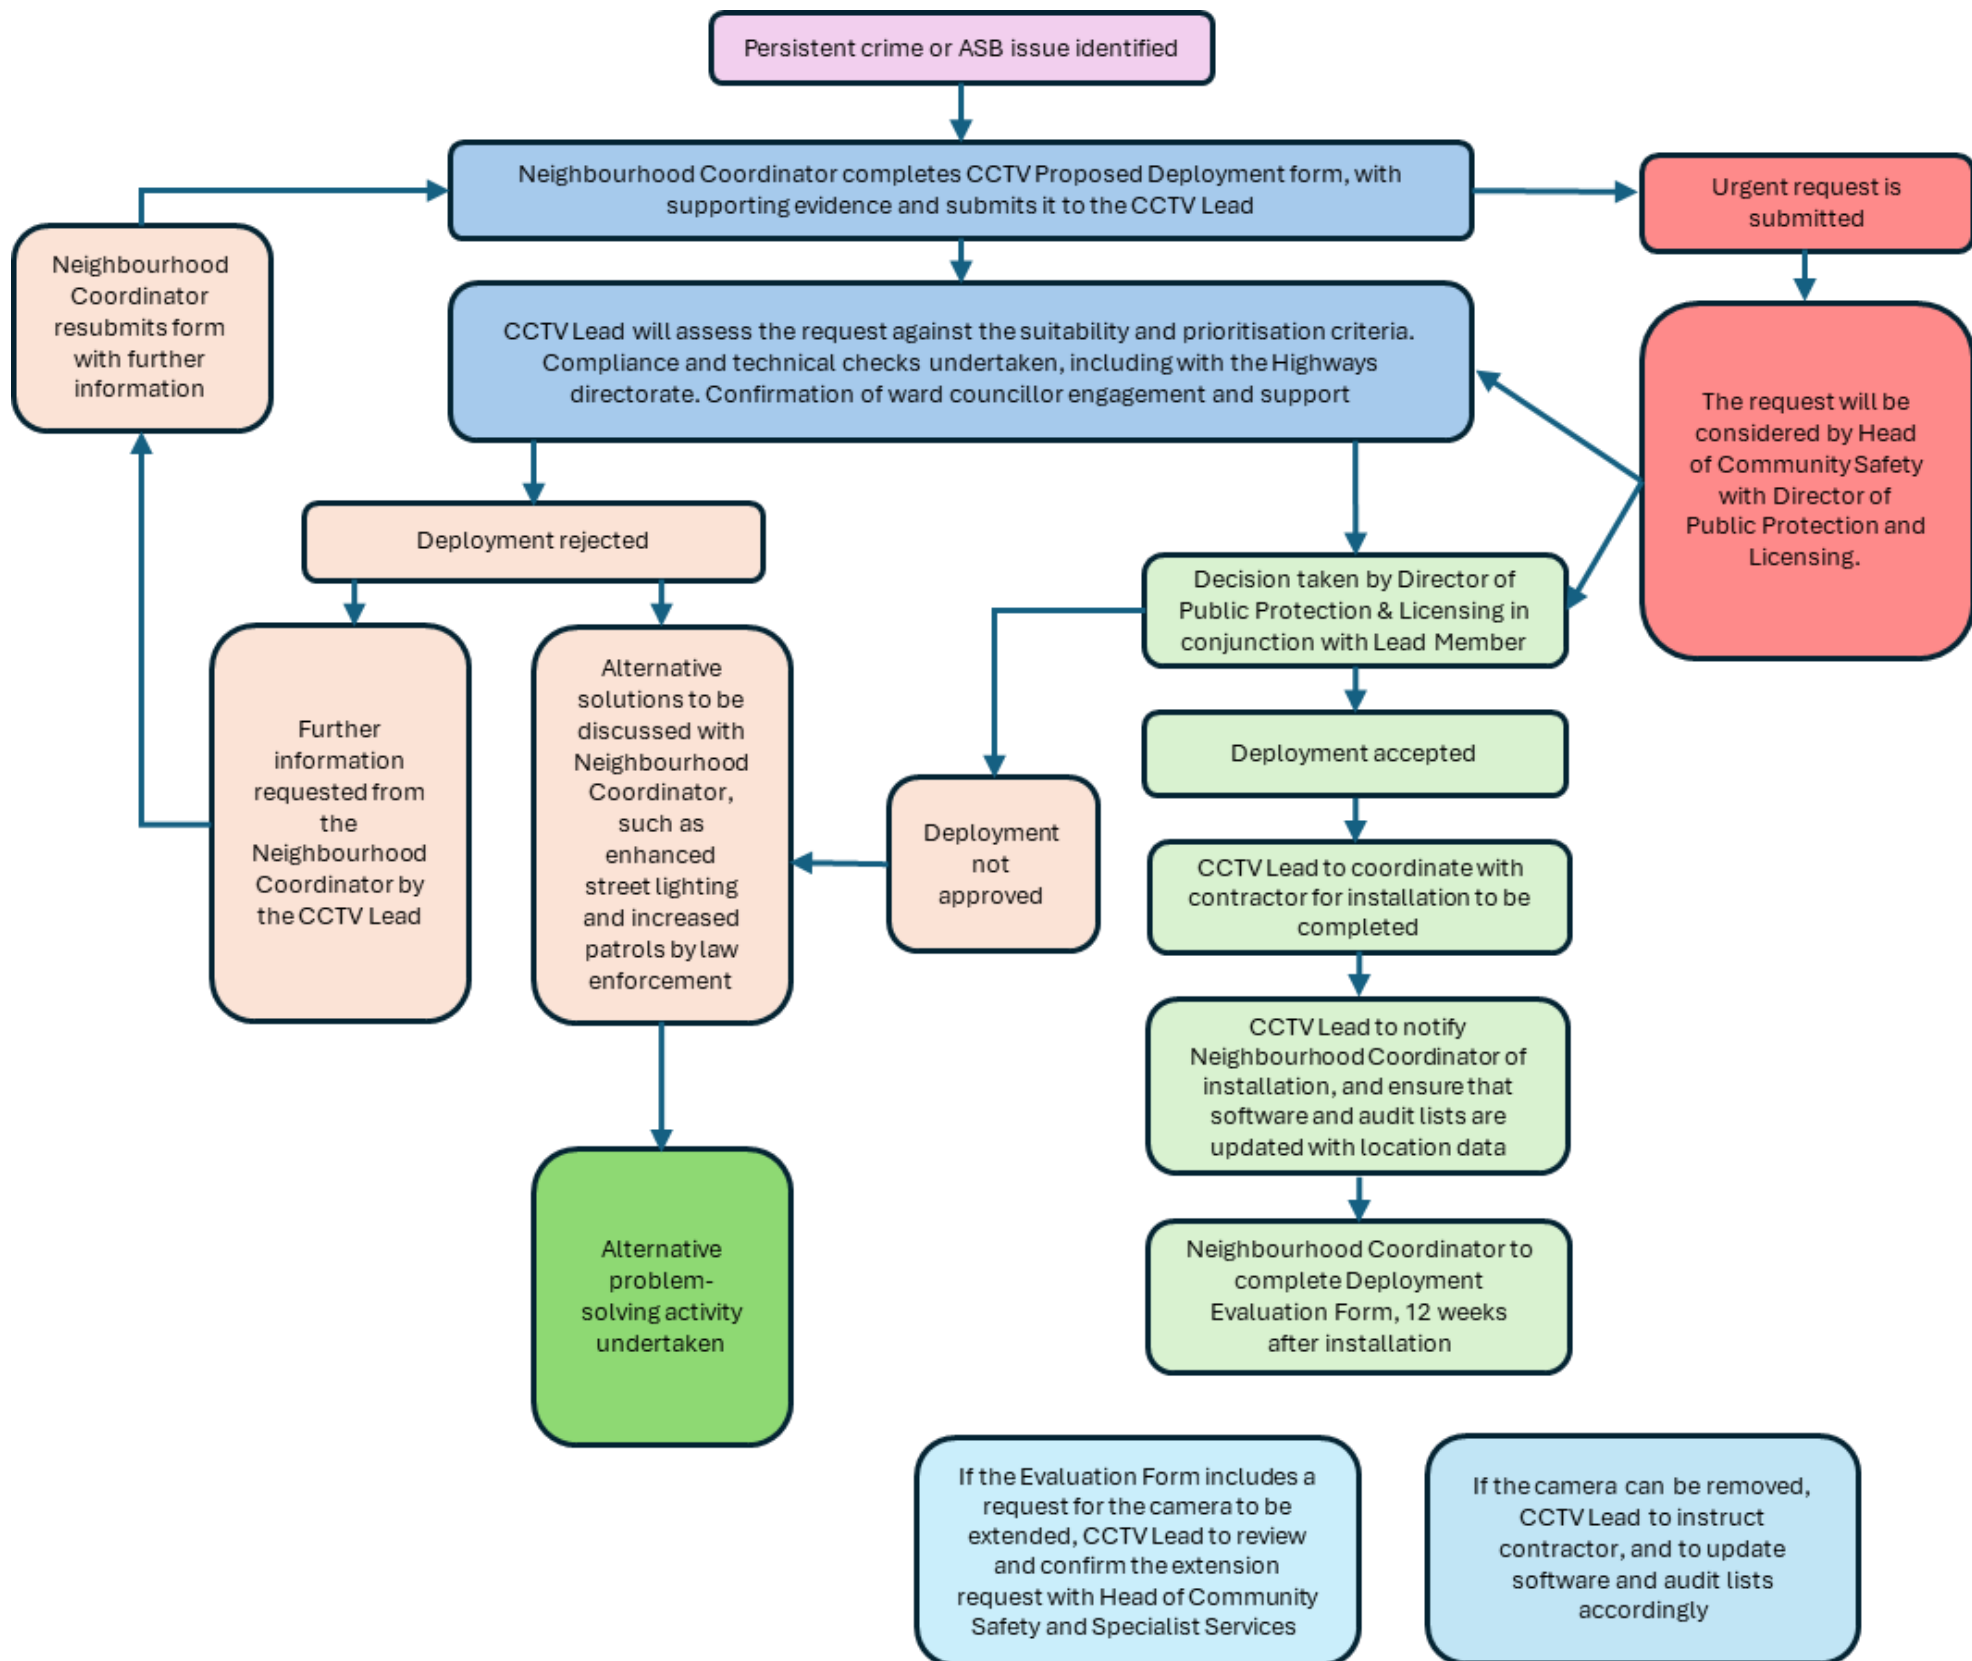 Persistent crime or ASB issue identified
Neighbourhood Coordinator completes CCTV Proposed Deployment form, with
supporting evidence and submits it to the CCTV Lead
Urgent request is
submitted
Neighbourhood
Coordinator
resubmits form
with further
information
CCTV Lead will assess the request against the suitability and prioritisation criteria.
Compliance and technical checks undertaken, including with the Highways
directorate. Confirmation of ward councillor engagement and support
The request will be
considered by Head
of Community Safety
with Director of
Public Protection and
Licensing.
Deployment rejected
Decision taken by Director of
Public Protection & Licensing in
conjunction with Lead Member
Further
information
requested from
the
Neighbourhood
Coordinator by
the CCTV Lead
Alternative
solutions to be
discussed with
Neighbourhood
Coordinator,
such as
enhanced
street lighting
and increased
patrols by law
enforcement
Deployment
not
approved
Deployment accepted
CCTV Lead to coordinate with
contractor for installation to be
completed
CCTV Lead to notify
Neighbourhood Coordinator of
installation, and ensure that
software and audit lists are
updated with location data
Alternative
problem-
solving activity
undertaken
Neighbourhood Coordinator to
complete Deployment
Evaluation Form, 12 weeks
after installation
If the Evaluation Form includes a
request for the camera to be
extended, CCTV Lead to review
and confirm the extension
request with Head of Community
Safety and Specialist Services
If the camera can be removed,
CCTV Lead to instruct
contractor, and to update
software and audit lists
accordingly